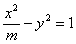 x²/m − y² = 1